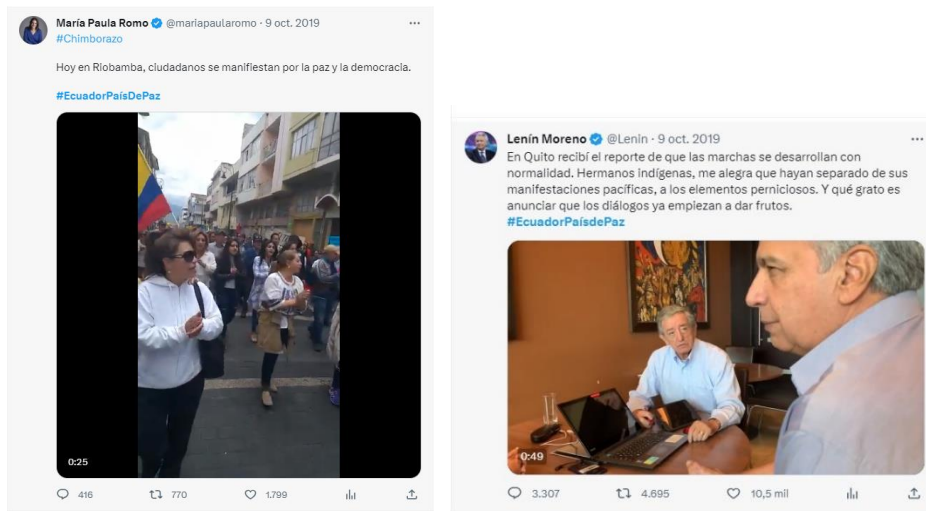 María Paula Romo @mariapaularomo · 9 oct. 2019
#Chimborazo
Hoy en Riobamba, ciudadanos se manifiestan por la paz y la democracia.
#EcuadorPaísDePaz
0:25
416 770 1.799
Lenín Moreno @Lenin · 9 oct. 2019
En Quito recibí el reporte de que las marchas se desarrollan con
normalidad. Hermanos indígenas, me alegra que hayan separado de sus
manifestaciones pacíficas, a los elementos perniciosos. Y qué grato es
anunciar que los diálogos ya empiezan a dar frutos.
#EcuadorPaísdePaz
0:49
3.307 4.695 10,5 mil